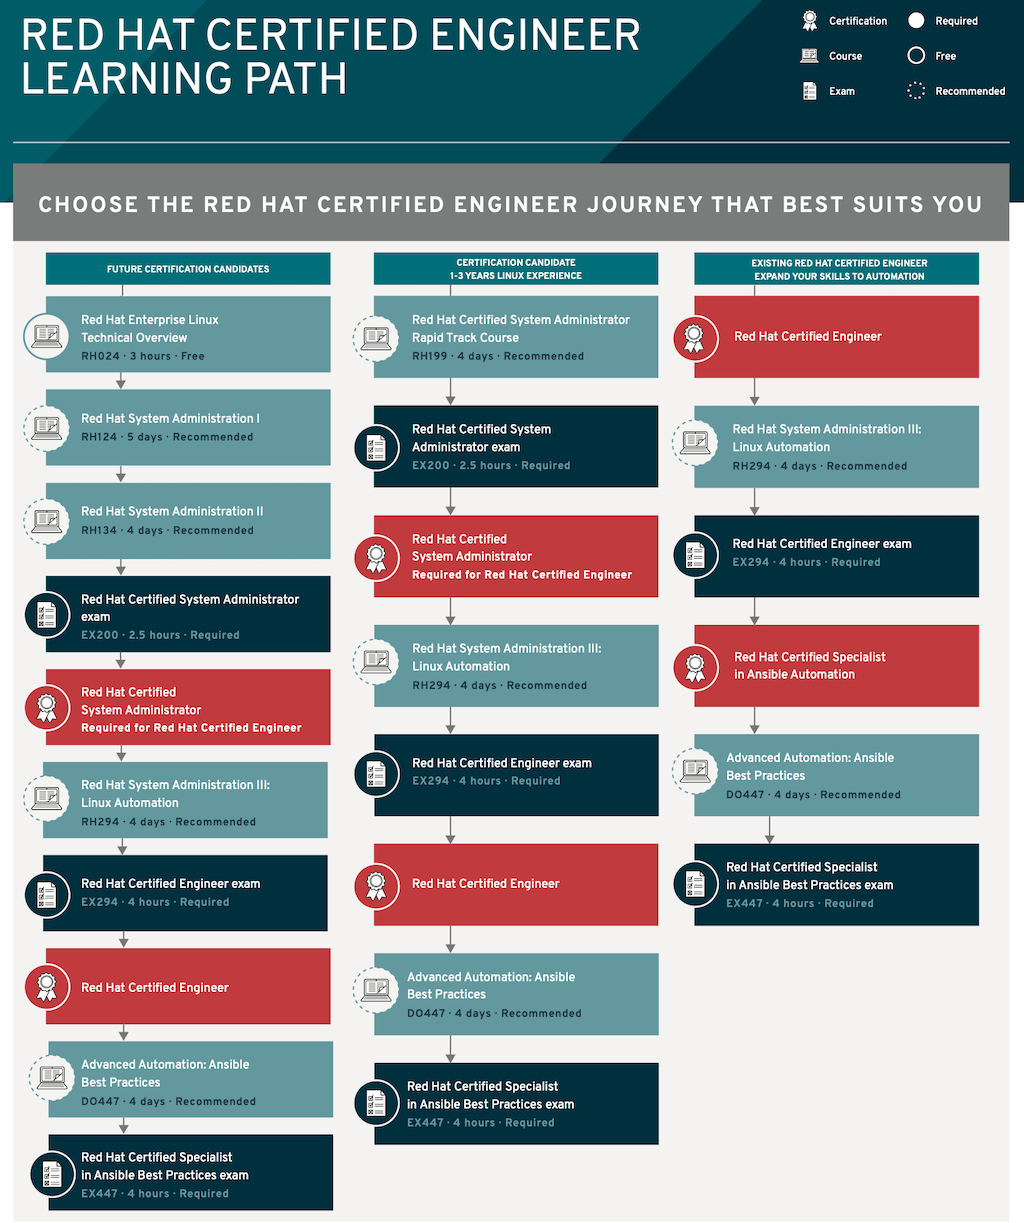 RED HAT CERTIFIED ENGINEER
LEARNING PATH
Certification
Required
Course
Free
Exam
Recommended
CHOOSE THE RED HAT CERTIFIED ENGINEER JOURNEY THAT BEST SUITS YOU
FUTURE CERTIFICATION CANDIDATES
Red Hat Enterprise Linux
Technical Overview
RH024 · 3 hours · Free
Red Hat System Administration I
RH124 · 5 days · Recommended
Red Hat System Administration II
RH134 · 4 days · Recommended
Red Hat Certified System Administrator
exam
EX200 · 2.5 hours · Required
Red Hat Certified
System Administrator
Required for Red Hat Certified Engineer
Red Hat System Administration III:
Linux Automation
RH294 · 4 days · Recommended
Red Hat Certified Engineer exam
EX294 · 4 hours · Required
Red Hat Certified Engineer
Advanced Automation: Ansible
Best Practices
DO447 · 4 days · Recommended
Red Hat Certified Specialist
in Ansible Best Practices exam
EX447 · 4 hours · Required
CERTIFICATION CANDIDATE
1-3 YEARS LINUX EXPERIENCE
Red Hat Certified System Administrator
Rapid Track Course
RH199 · 4 days · Recommended
Red Hat Certified System
Administrator exam
EX200 · 2.5 hours · Required
Red Hat Certified
System Administrator
Required for Red Hat Certified Engineer
Red Hat System Administration III:
Linux Automation
RH294 · 4 days · Recommended
Red Hat Certified Engineer exam
EX294 · 4 hours · Required
Red Hat Certified Engineer
Advanced Automation: Ansible
Best Practices
DO447 · 4 days · Recommended
Red Hat Certified Specialist
in Ansible Best Practices exam
EX447 · 4 hours · Required
EXISTING RED HAT CERTIFIED ENGINEER
EXPAND YOUR SKILLS TO AUTOMATION
Red Hat Certified Engineer
Red Hat System Administration III:
Linux Automation
RH294 · 4 days · Recommended
Red Hat Certified Engineer exam
EX294 · 4 hours · Required
Red Hat Certified Specialist
in Ansible Automation
Advanced Automation: Ansible
Best Practices
DO447 · 4 days · Recommended
Red Hat Certified Specialist
in Ansible Best Practices exam
EX447 · 4 hours · Required